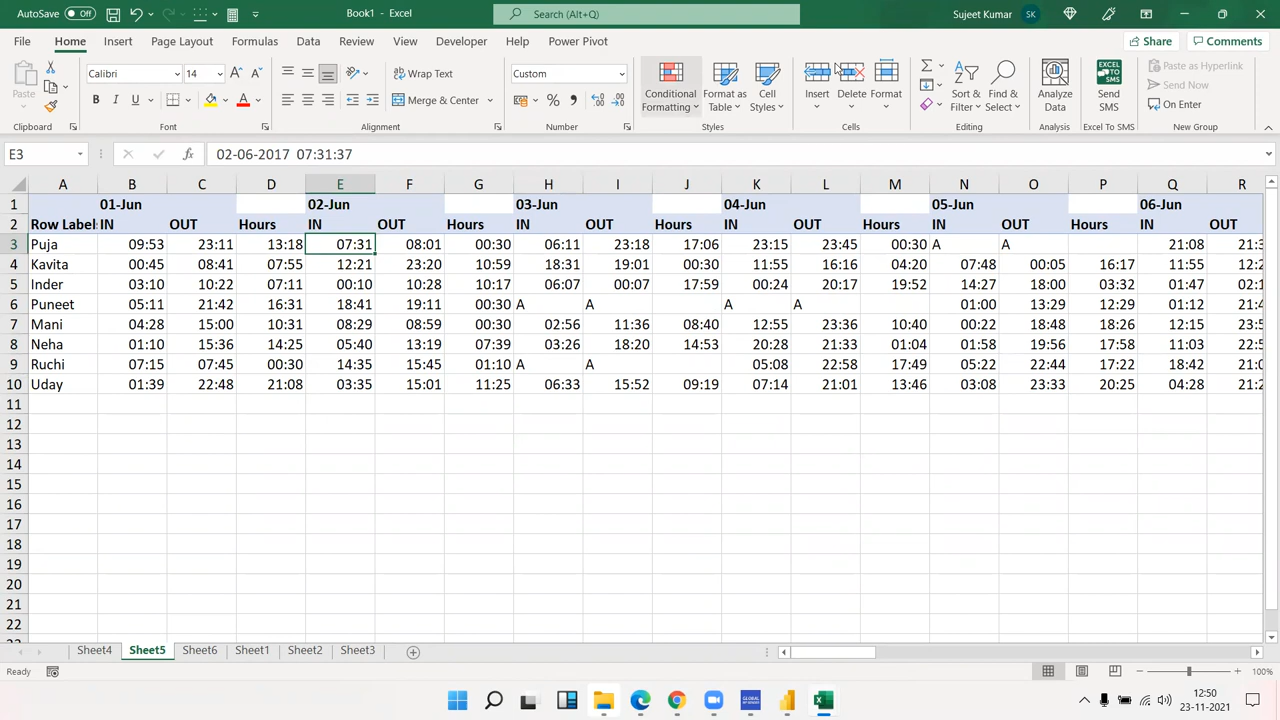 AutoSave Off Book1 - Excel Search (Alt+Q) Sujeet Kumar SK
File Home Insert Page Layout Formulas Data Review View Developer Help Power Pivot Share Comments
Paste Calibri 14 Wrap Text Custom Conditional Formatting Format as Table Cell Styles Insert Delete Format Sort & Filter Find & Select Analyze Data Excel To SMS Send SMS Paste as Hyperlink
B I U Merge & Center Send Now
On Enter
Clipboard Font Alignment Number Styles Cells Editing Analysis Excel To SMS New Group
E3 fx 02-06-2017 07:31:37
A B C D E F G H I J K L M N O P Q R
1 01-Jun 02-Jun 03-Jun 04-Jun 05-Jun 06-Jun
2 Row Label IN OUT Hours IN OUT Hours IN OUT Hours IN OUT Hours IN OUT Hours IN OUT
3 Puja 09:53 23:11 13:18 07:31 08:01 00:30 06:11 23:18 17:06 23:15 23:45 00:30 A A 21:08 21:3
4 Kavita 00:45 08:41 07:55 12:21 23:20 10:59 18:31 19:01 00:30 11:55 16:16 04:20 07:48 00:05 16:17 11:55 12:2
5 Inder 03:10 10:22 07:11 00:10 10:28 10:17 06:07 00:07 17:59 00:24 20:17 19:52 14:27 18:00 03:32 01:47 02:1
6 Puneet 05:11 21:42 16:31 18:41 19:11 00:30 A A A A 01:00 13:29 12:29 01:12 21:4
7 Mani 04:28 15:00 10:31 08:29 08:59 00:30 02:56 11:36 08:40 12:55 23:36 10:40 00:22 18:48 18:26 12:15 23:5
8 Neha 01:10 15:36 14:25 05:40 13:19 07:39 03:26 18:20 14:53 20:28 21:33 01:04 01:58 19:56 17:58 11:03 22:5
9 Ruchi 07:15 07:45 00:30 14:35 15:45 01:10 A A 05:08 22:58 17:49 05:22 22:44 17:22 18:42 21:0
10 Uday 01:39 22:48 21:08 03:35 15:01 11:25 06:33 15:52 09:19 07:14 21:01 13:46 03:08 23:33 20:25 04:28 21:2
11
12
13
14
15
16
17
18
19
20
21
22
Sheet4 Sheet5 Sheet6 Sheet1 Sheet2 Sheet3
Ready 100%
12:50
23-11-2021